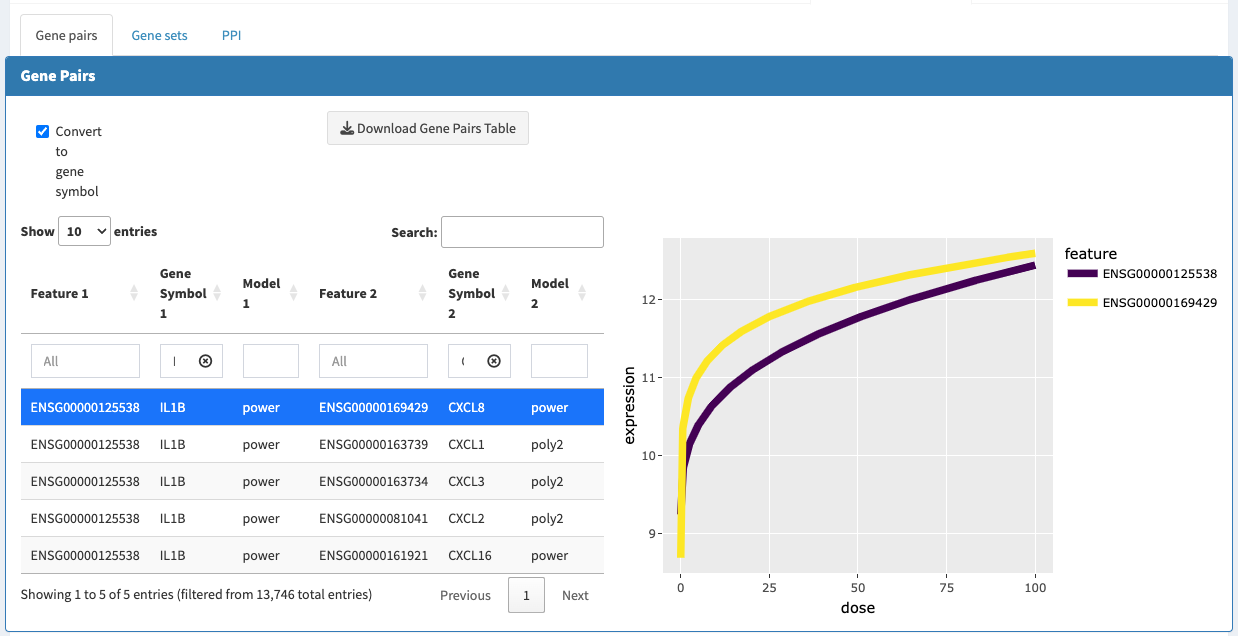 Gene pairs Gene sets PPI
Gene Pairs
Convert
to
gene
symbol
Download Gene Pairs Table
Show 10 entries
Search:
Feature 1 Gene Symbol 1 Model 1 Feature 2 Gene Symbol 2 Model 2
All All
ENSG00000125538 IL1B power ENSG00000169429 CXCL8 power
ENSG00000125538 IL1B power ENSG00000163739 CXCL1 poly2
ENSG00000125538 IL1B power ENSG00000163734 CXCL3 poly2
ENSG00000125538 IL1B power ENSG00000081041 CXCL2 poly2
ENSG00000125538 IL1B power ENSG00000161921 CXCL16 power
Showing 1 to 5 of 5 entries (filtered from 13,746 total entries)
Previous 1 Next
feature
ENSG00000125538
ENSG00000169429
expression
12
11
10
9
0 25 50 75 100
dose